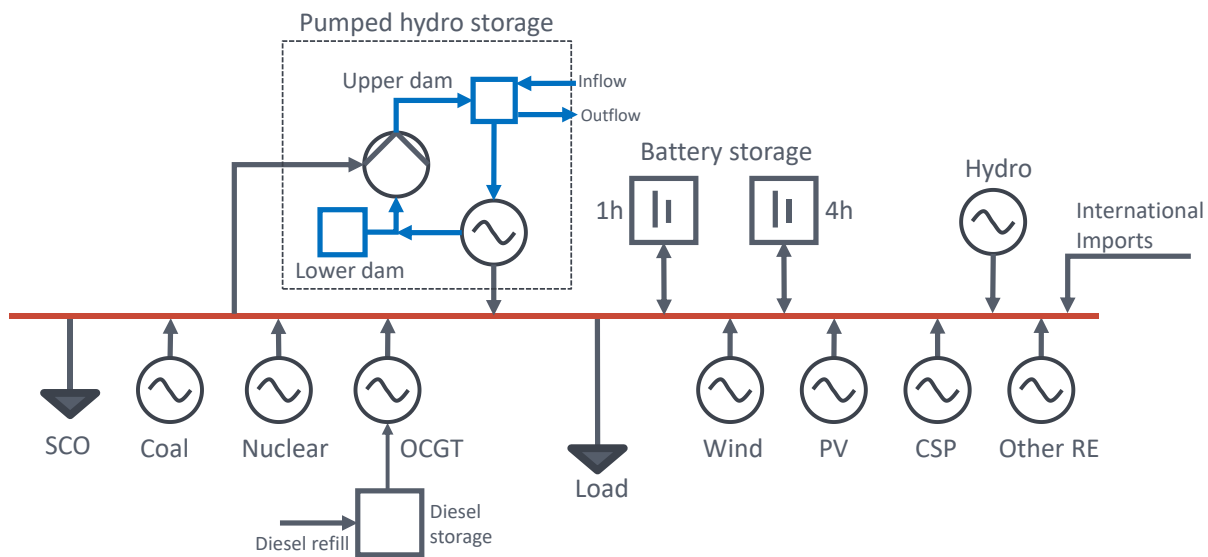 Pumped hydro storage
Upper dam
Inflow
Outflow
Lower dam
Battery storage
1h
4h
Hydro
International
Imports
SCO
Coal
Nuclear
OCGT
Load
Wind
PV
CSP
Other RE
Diesel
storage
Diesel refill